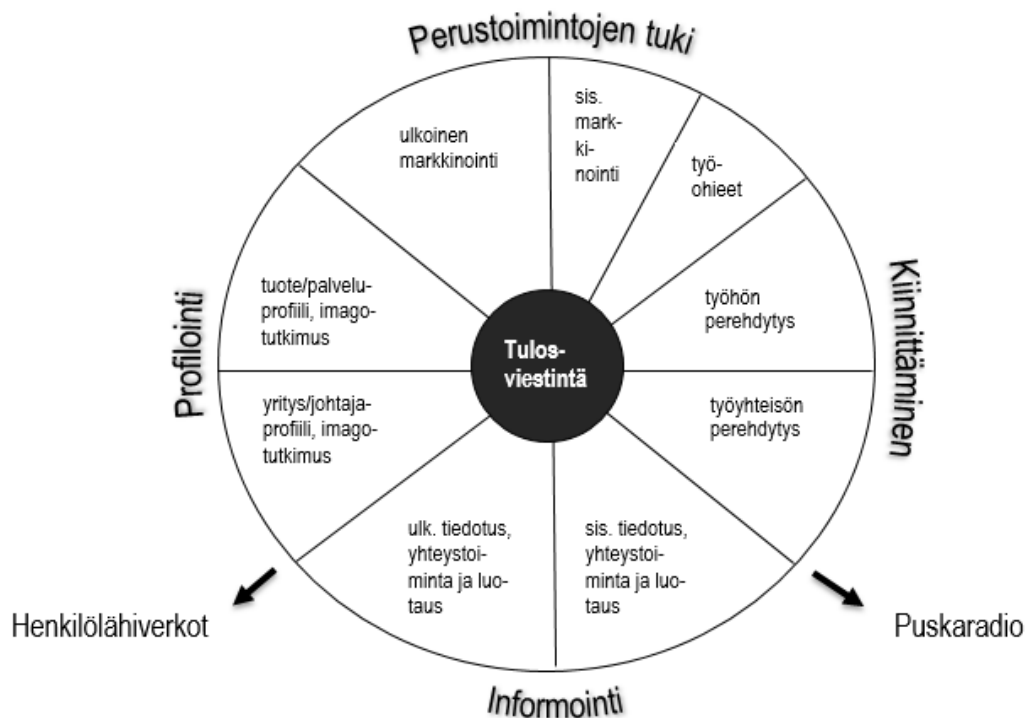 Perustoimintojen tuki
ulkoinen
markkinointi
sis.
mark-
ki-
nointi
työ-
ohieet
Profilointi
tuote/palvelu-
profiili, imago-
tutkimus
yritys/johtaja-
profiili, imago-
tutkimus
Tulos-
viestintä
työhön
perehdytys
työyhteisön
perehdytys
Kiinnittäminen
ulk. tiedotus,
yhteystoi-
minta ja luo-
taus
sis. tiedotus,
yhteystoi-
minta ja luo-
taus
Henkilölähiverkot
Puskaradio
Informointi